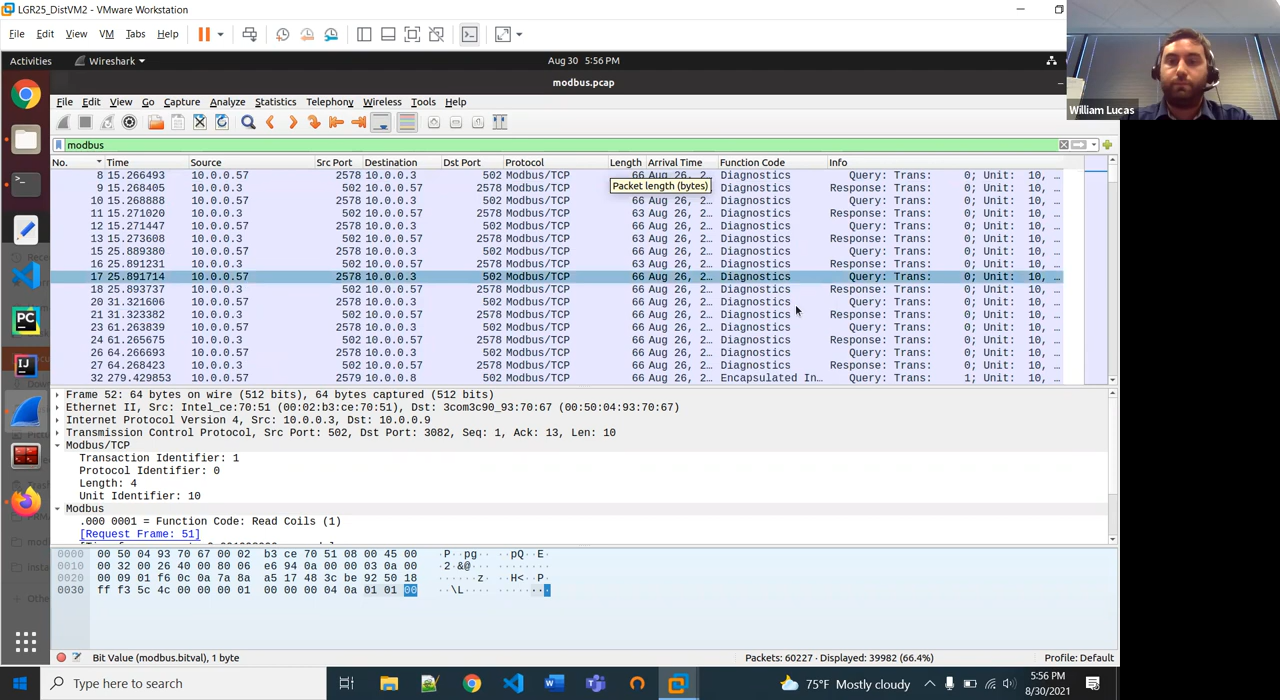 LGR25_DistVM2 - VMware Workstation
File Edit View VM Tabs Help
William Lucas
Activities Wireshark Aug 30 5:56 PM
modbus.pcap
File Edit View Go Capture Analyze Statistics Telephony Wireless Tools Help
modbus
No. Time Source Src Port Destination Dst Port Protocol Length Arrival Time Function Code Info
8 15.266493 10.0.0.57 2578 10.0.0.3 502 Modbus/TCP 66 Aug 26, 2… Diagnostics Query: Trans: 0; Unit: 10, …
Packet length (bytes)
9 15.268405 10.0.0.3 502 10.0.0.57 2578 Modbus/TCP Diagnostics Response: Trans: 0; Unit: 10, …
10 15.268888 10.0.0.57 2578 10.0.0.3 502 Modbus/TCP 66 Aug 26, 2… Diagnostics Query: Trans: 0; Unit: 10, …
11 15.271020 10.0.0.3 502 10.0.0.57 2578 Modbus/TCP 63 Aug 26, 2… Diagnostics Response: Trans: 0; Unit: 10, …
12 15.271447 10.0.0.57 2578 10.0.0.3 502 Modbus/TCP 66 Aug 26, 2… Diagnostics Query: Trans: 0; Unit: 10, …
13 15.273608 10.0.0.3 502 10.0.0.57 2578 Modbus/TCP 63 Aug 26, 2… Diagnostics Response: Trans: 0; Unit: 10, …
15 25.889380 10.0.0.57 2578 10.0.0.3 502 Modbus/TCP 66 Aug 26, 2… Diagnostics Query: Trans: 0; Unit: 10, …
16 25.891231 10.0.0.3 502 10.0.0.57 2578 Modbus/TCP 63 Aug 26, 2… Diagnostics Response: Trans: 0; Unit: 10, …
17 25.891714 10.0.0.57 2578 10.0.0.3 502 Modbus/TCP 66 Aug 26, 2… Diagnostics Query: Trans: 0; Unit: 10, …
18 25.893737 10.0.0.3 502 10.0.0.57 2578 Modbus/TCP 66 Aug 26, 2… Diagnostics Response: Trans: 0; Unit: 10, …
20 31.321606 10.0.0.57 2578 10.0.0.3 502 Modbus/TCP 66 Aug 26, 2… Diagnostics Query: Trans: 0; Unit: 10, …
21 31.323382 10.0.0.3 502 10.0.0.57 2578 Modbus/TCP 66 Aug 26, 2… Diagnostics Response: Trans: 0; Unit: 10, …
23 61.263839 10.0.0.57 2578 10.0.0.3 502 Modbus/TCP 66 Aug 26, 2… Diagnostics Query: Trans: 0; Unit: 10, …
24 61.265675 10.0.0.3 502 10.0.0.57 2578 Modbus/TCP 66 Aug 26, 2… Diagnostics Response: Trans: 0; Unit: 10, …
26 64.266693 10.0.0.57 2578 10.0.0.3 502 Modbus/TCP 66 Aug 26, 2… Diagnostics Query: Trans: 0; Unit: 10, …
27 64.268423 10.0.0.3 502 10.0.0.57 2578 Modbus/TCP 66 Aug 26, 2… Diagnostics Response: Trans: 0; Unit: 10, …
32 279.429853 10.0.0.57 2579 10.0.0.8 502 Modbus/TCP 66 Aug 26, 2… Encapsulated In… Query: Trans: 1; Unit: 10, …
Frame 52: 64 bytes on wire (512 bits), 64 bytes captured (512 bits)
Ethernet II, Src: Intel_ce:70:51 (00:02:b3:ce:70:51), Dst: 3com3c90_93:70:67 (00:50:04:93:70:67)
Internet Protocol Version 4, Src: 10.0.0.3, Dst: 10.0.0.9
Transmission Control Protocol, Src Port: 502, Dst Port: 3082, Seq: 1, Ack: 13, Len: 10
Modbus/TCP
Transaction Identifier: 1
Protocol Identifier: 0
Length: 4
Unit Identifier: 10
Modbus
.000 0001 = Function Code: Read Coils (1)
[Request Frame: 51]
0000 00 50 04 93 70 67 00 02 b3 ce 70 51 08 00 45 00 ·P··pg·· ··pQ··E·
0010 00 32 00 26 40 00 80 06 e6 94 0a 00 00 03 0a 00 ·2·&@··· ········
0020 00 09 01 f6 0c 0a 7a 8a a5 17 48 3c be 92 50 18 ······z· ··H<··P·
0030 ff f3 5c 4c 00 00 00 01 00 00 00 04 0a 01 01 00 ··\L···· ········
Bit Value (modbus.bitval), 1 byte Packets: 60227 · Displayed: 39982 (66.4%) Profile: Default
Type here to search 75°F Mostly cloudy 5:56 PM
8/30/2021